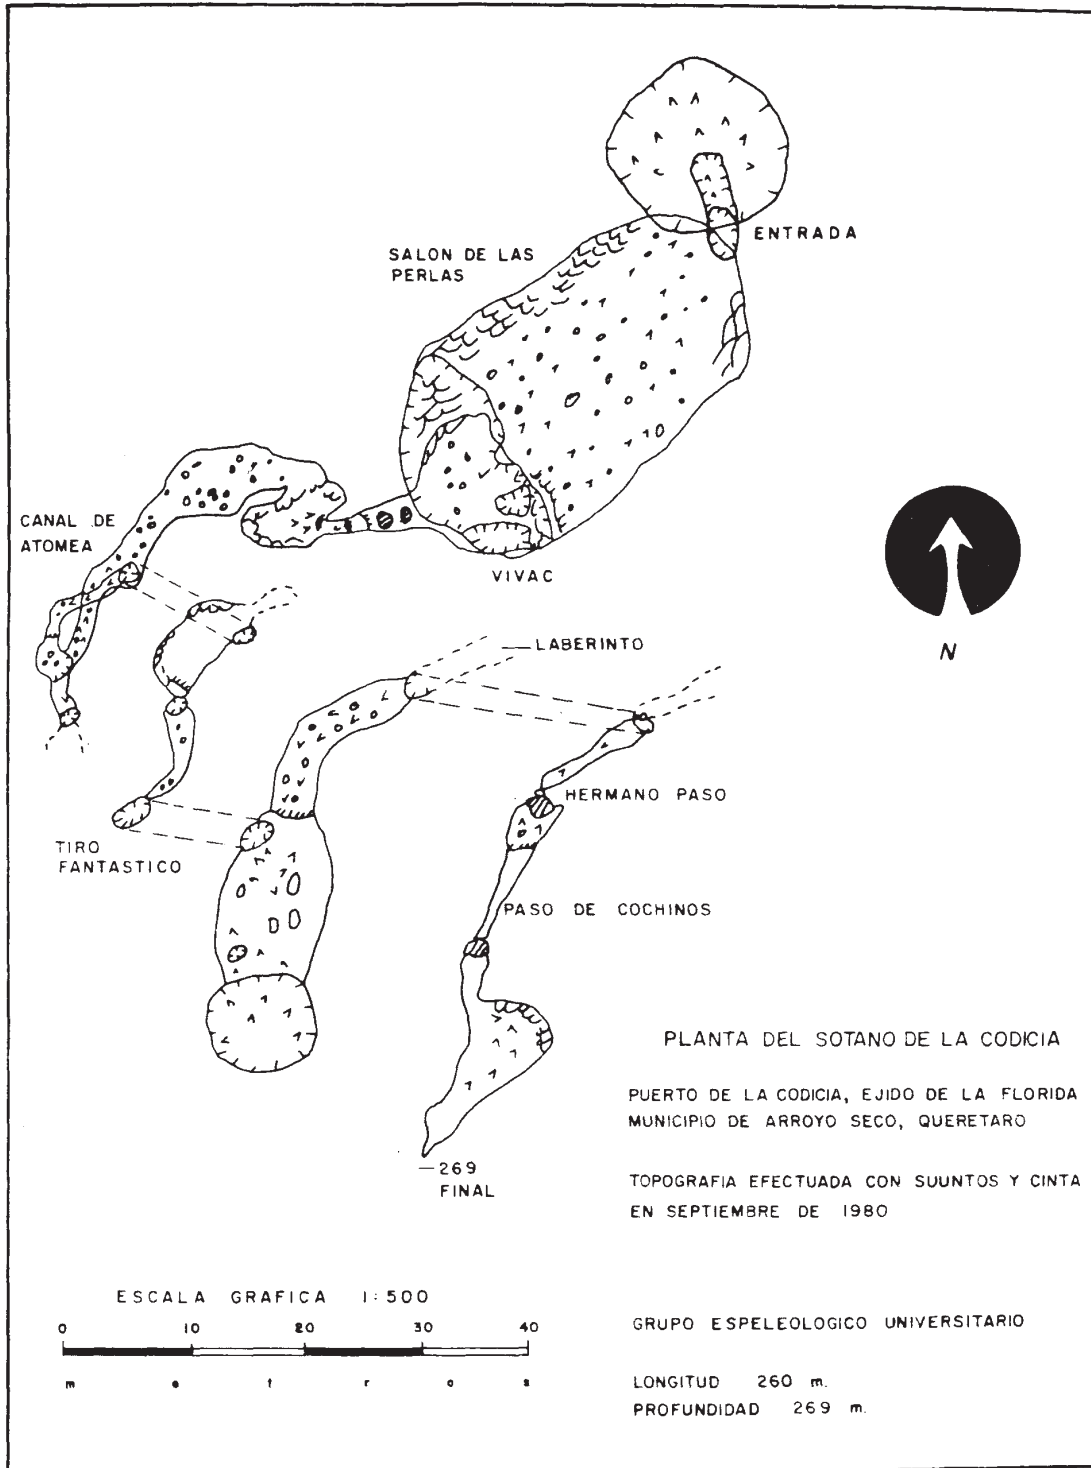 ENTRADA
SALON DE LAS
PERLAS
CANAL DE
ATOMEA
VIVAC
N
LABERINTO
HERMANO PASO
TIRO
FANTASTICO
PASO DE COCHINOS
—269
FINAL
PLANTA DEL SOTANO DE LA CODICIA
PUERTO DE LA CODICIA, EJIDO DE LA FLORIDA
MUNICIPIO DE ARROYO SECO, QUERETARO
TOPOGRAFIA EFECTUADA CON SUUNTOS Y CINTA
EN SEPTIEMBRE DE 1980
ESCALA GRAFICA 1:500
0 10 20 30 40
m e t r o s
GRUPO ESPELEOLOGICO UNIVERSITARIO
LONGITUD 260 m.
PROFUNDIDAD 269 m.